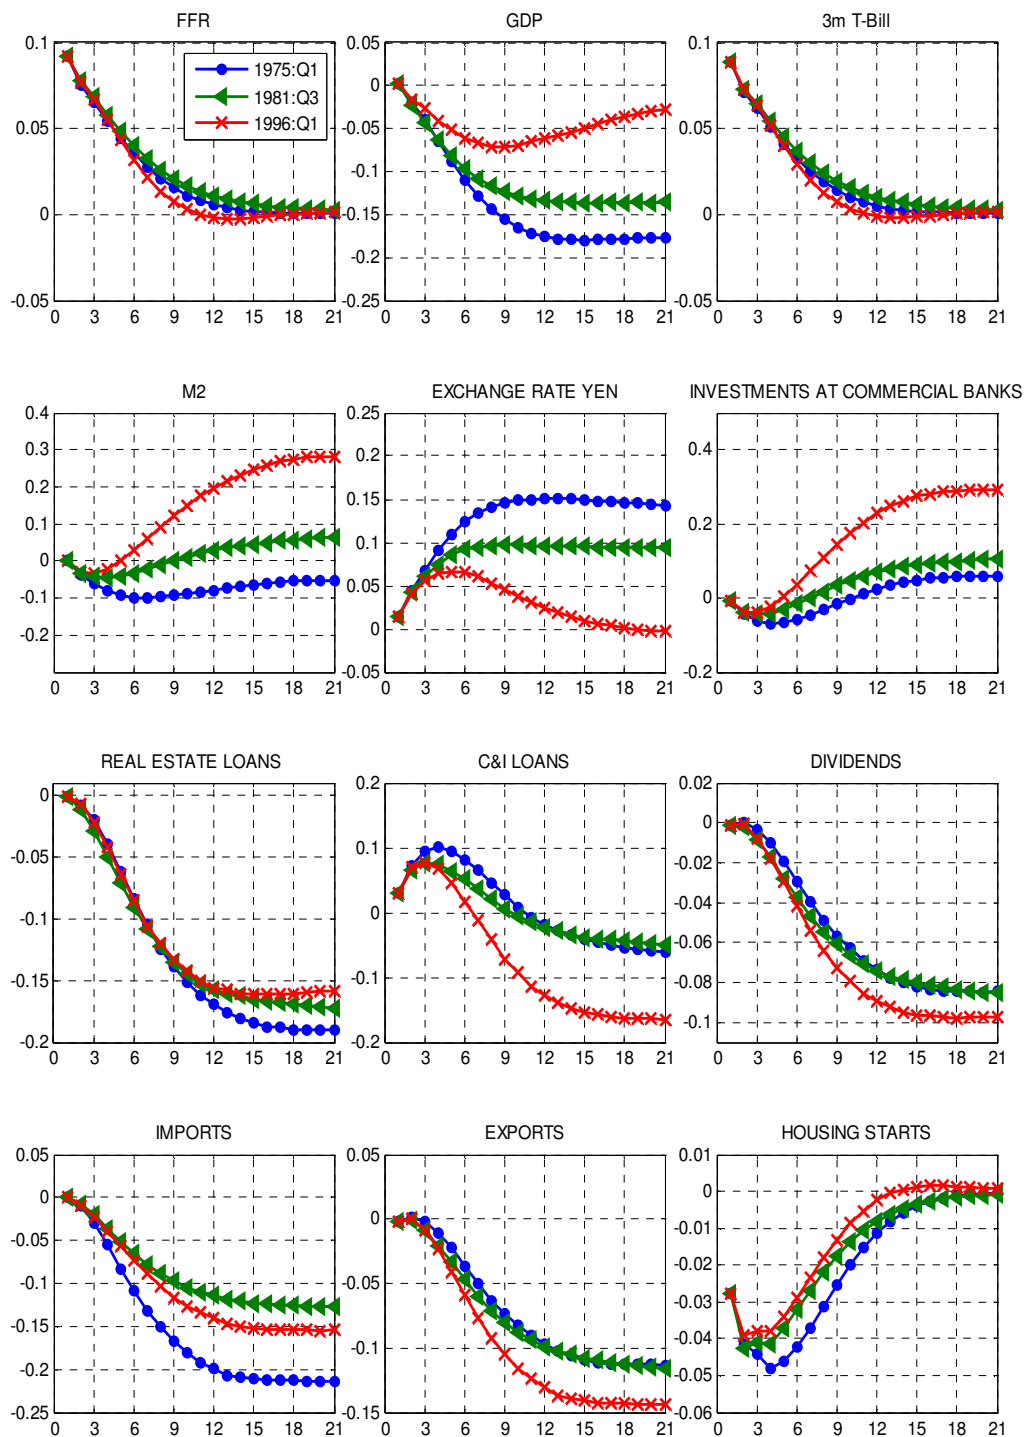 FFR
0.1
0.05
0
-0.05
0 3 6 9 12 15 18 21
1975:Q1
1981:Q3
1996:Q1
GDP
0.05
0
-0.05
-0.1
-0.15
-0.2
-0.25
0 3 6 9 12 15 18 21
3m T-Bill
0.1
0.05
0
-0.05
0 3 6 9 12 15 18 21
M2
0.4
0.3
0.2
0.1
0
-0.1
-0.2
0 3 6 9 12 15 18 21
EXCHANGE RATE YEN
0.25
0.2
0.15
0.1
0.05
0
-0.05
0 3 6 9 12 15 18 21
INVESTMENTS AT COMMERCIAL BANKS
0.4
0.2
0
-0.2
0 3 6 9 12 15 18 21
REAL ESTATE LOANS
0
-0.05
-0.1
-0.15
-0.2
0 3 6 9 12 15 18 21
C&I LOANS
0.2
0.1
0
-0.1
-0.2
0 3 6 9 12 15 18 21
DIVIDENDS
0.02
0
-0.02
-0.04
-0.06
-0.08
-0.1
0 3 6 9 12 15 18 21
IMPORTS
0.05
0
-0.05
-0.1
-0.15
-0.2
-0.25
0 3 6 9 12 15 18 21
EXPORTS
0.05
0
-0.05
-0.1
-0.15
0 3 6 9 12 15 18 21
HOUSING STARTS
0.01
0
-0.01
-0.02
-0.03
-0.04
-0.05
-0.06
0 3 6 9 12 15 18 21